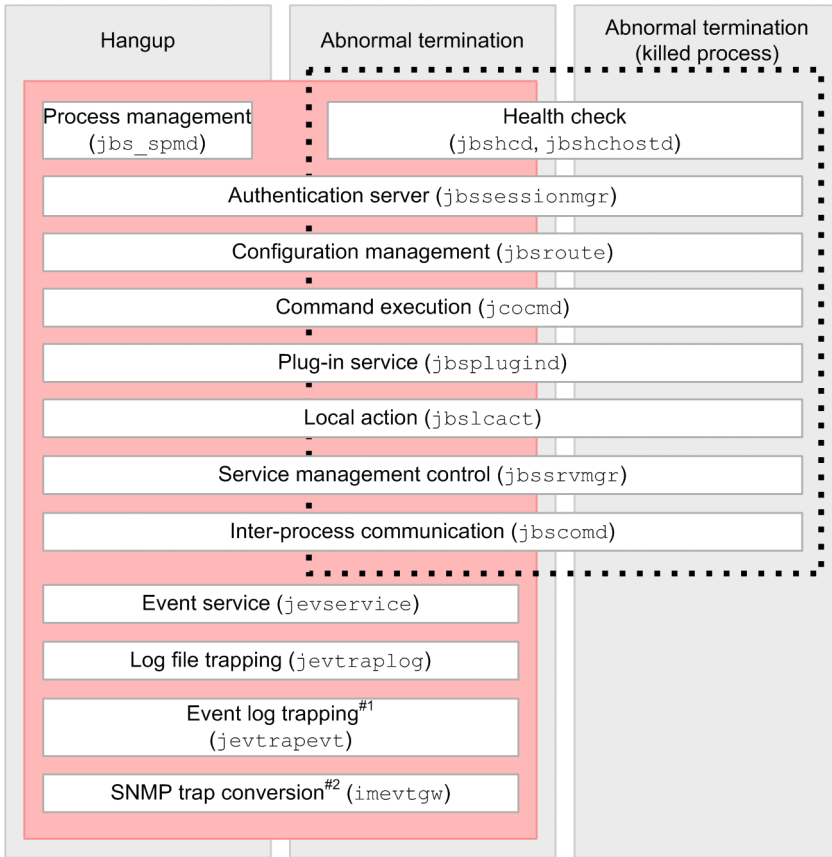 Hangup
Abnormal termination
Abnormal termination
(killed process)
Process management
(jbs_spmd)
Health check
(jbshcd, jbshchostd)
Authentication server (jbssessionmgr)
Configuration management (jbsroute)
Command execution (jcocmd)
Plug-in service (jbsplugind)
Local action (jbslcact)
Service management control (jbssrvmgr)
Inter-process communication (jbscomd)
Event service (jevservice)
Log file trapping (jevtraplog)
Event log trapping#1
(jevtrapevt)
SNMP trap conversion#2 (imevtgw)